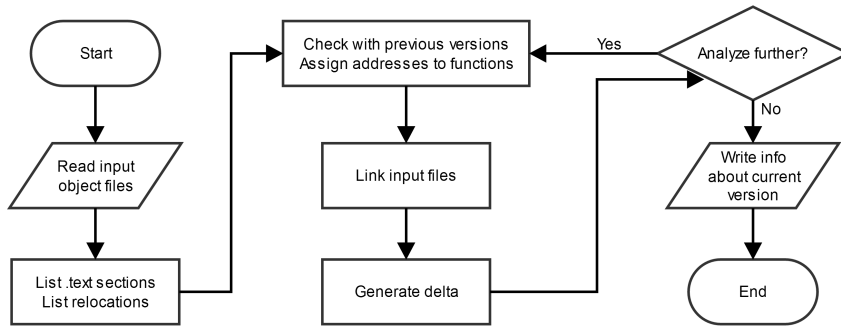 Start
Read input
object files
List .text sections
List relocations
Check with previous versions
Assign addresses to functions
Link input files
Generate delta
Yes
Analyze further?
No
Write info
about current
version
End